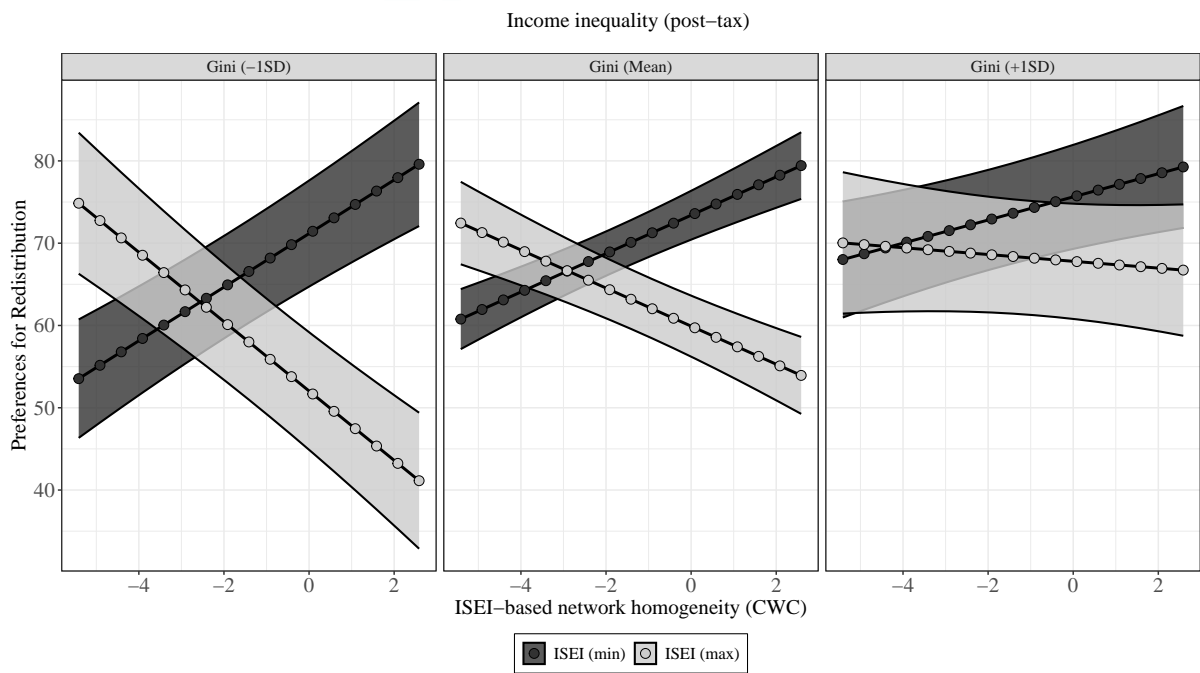 Income inequality (post−tax)
Gini (−1SD) Gini (Mean) Gini (+1SD)
Preferences for Redistribution
80
70
60
50
40
−4 −2 0 2 −4 −2 0 2 −4 −2 0 2
ISEI−based network homogeneity (CWC)
ISEI (min) ISEI (max)